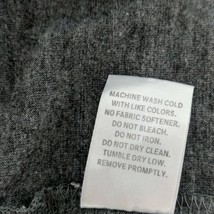 MACHINE WASH COLD
WITH LIKE COLORS.
NO FABRIC SOFTENER.
DO NOT BLEACH.
DO NOT IRON.
DO NOT DRY CLEAN.
TUMBLE DRY LOW.
REMOVE PROMPTLY.